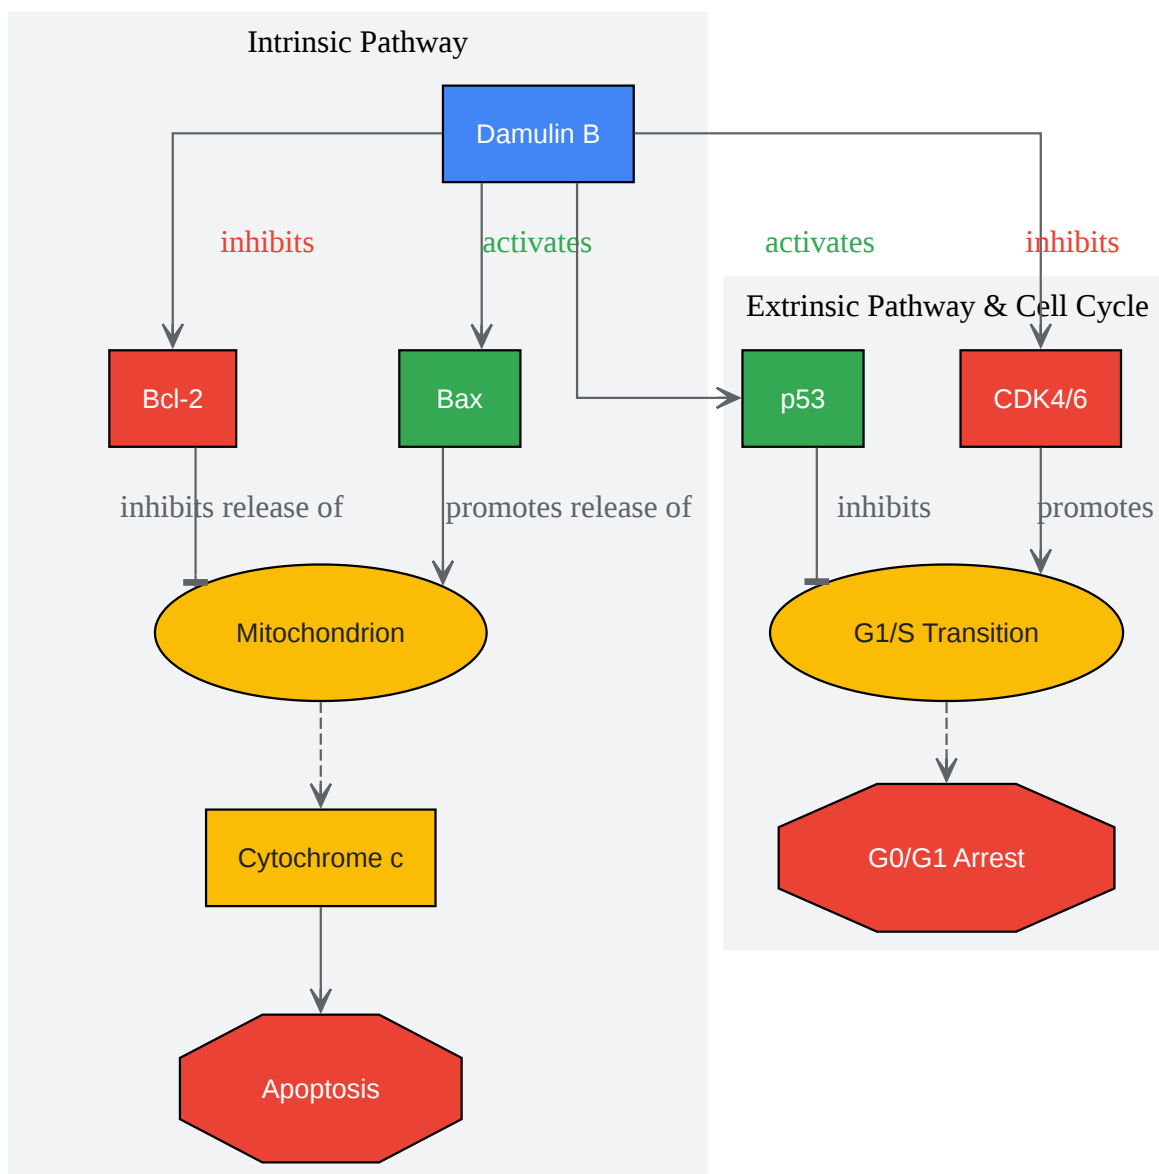 Intrinsic Pathway
Damulin B
inhibits
activates
activates
inhibits
Extrinsic Pathway & Cell Cycle
Bcl-2
Bax
p53
CDK4/6
inhibits release of
promotes release of
inhibits
promotes
Mitochondrion
G1/S Transition
Cytochrome c
G0/G1 Arrest
Apoptosis